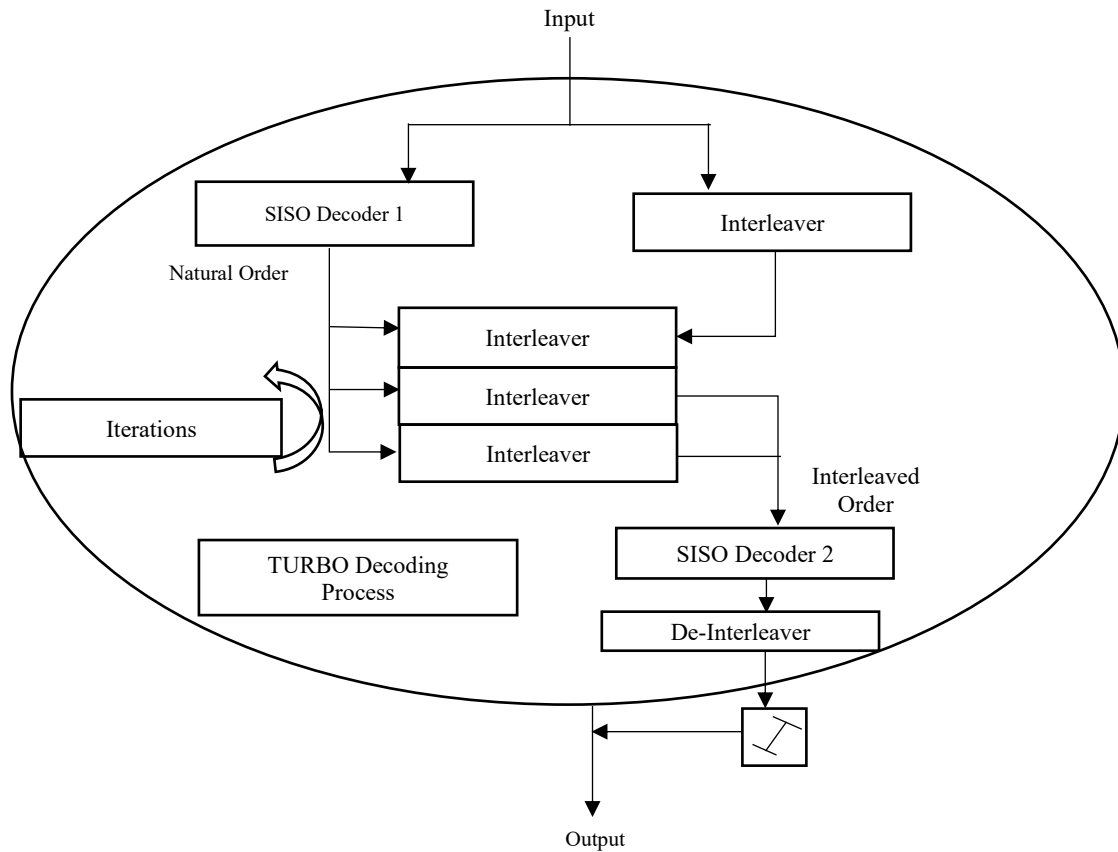 Input
SISO Decoder 1
Interleaver
Natural Order
Interleaver
Interleaver
Iterations
Interleaver
Interleaved
Order
TURBO Decoding
Process
SISO Decoder 2
De-Interleaver
Output